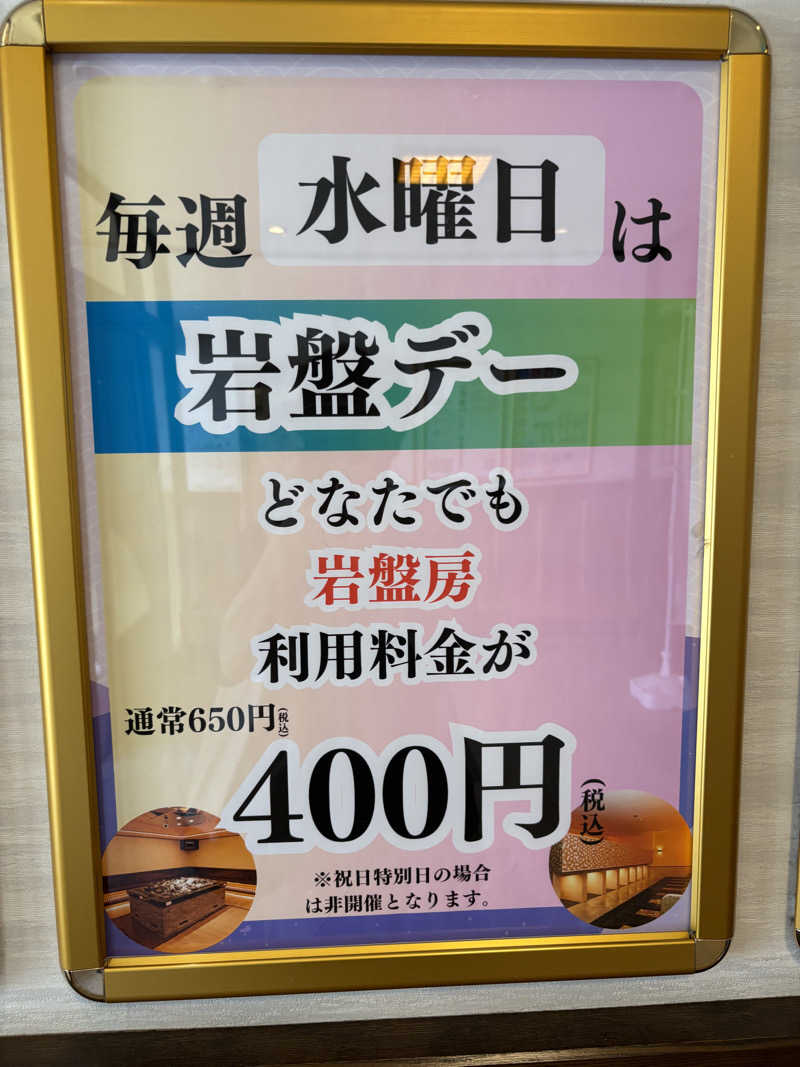 毎週 水曜日 は
岩盤デー
どなたでも
岩盤房
利用料金が
通常650円(税込)
400円(税込)
※祝日特別日の場合
は非開催となります。